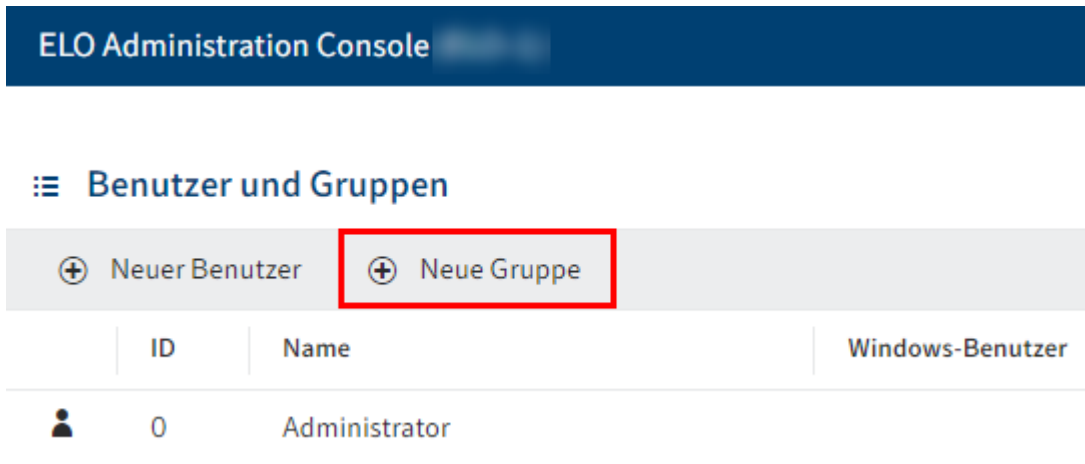 ELO Administration Console
Benutzer und Gruppen
Neuer Benutzer Neue Gruppe
ID Name Windows-Benutzer
0 Administrator